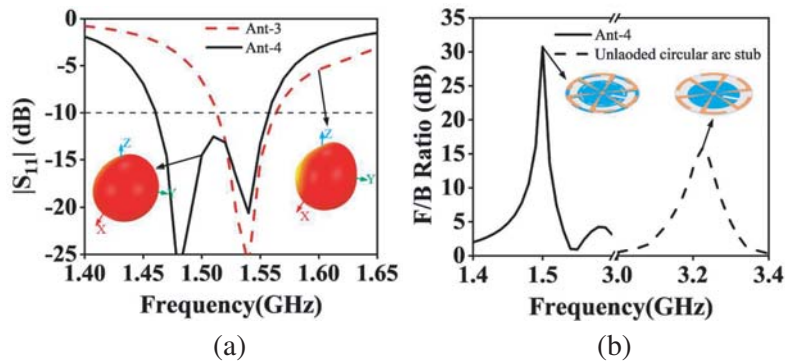 0
-5
-10
-15
-20
-25
|S11| (dB)
Ant-3
Ant-4
Z
Y
X
Z
Y
X
1.40 1.45 1.50 1.55 1.60 1.65
Frequency(GHz)
(a)
35
30
25
20
15
10
5
0
F/B Ratio (dB)
Ant-4
Unlaoded circular arc stub
1.4 1.5 3.0 3.2 3.4
Frequency(GHz)
(b)